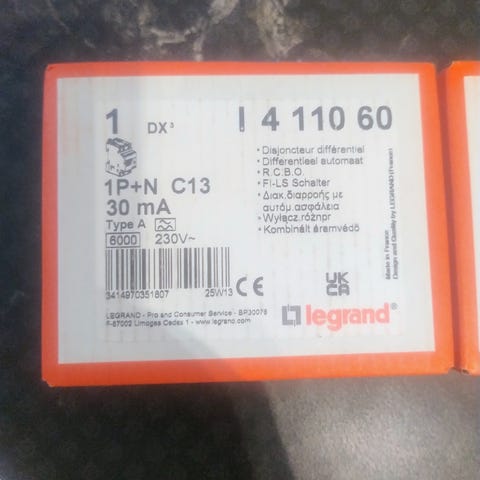 1 DX³ | 4 110 60
• Disjoncteur différentiel
• Differentieel automaat
• R.C.B.O.
• FI-LS Schalter
• Διακ.διαρροής με
αυτόμ.ασφάλεια
• Wyłącz.różnpr
• Kombinált áramvédő
1P+N C13
30 mA
Type A
6000 230V~
3414970351807 25W13 CE
UK
CA
LEGRAND - Pro and Consumer Service - BP30076
F-87002 Limoges Cedex 1 - www.legrand.com
legrand®
Made in France
Design and Quality by LEGRAND (France)